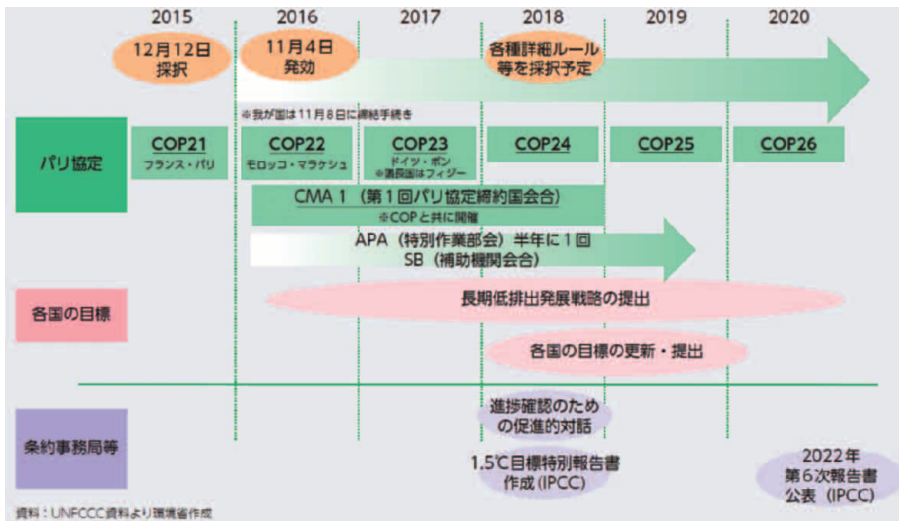 2015
2016
2017
2018
2019
2020
12月12日
採択
11月4日
発効
各種詳細ルール
等を採択予定
※我が国は11月8日に締結手続き
パリ協定
COP21
フランス・パリ
COP22
モロッコ・マラケシュ
COP23
ドイツ・ボン
※議長国はフィジー
COP24
COP25
COP26
CMA 1（第1回パリ協定締約国会合）
※COPと共に開催
APA（特別作業部会）半年に1回
SB（補助機関会合）
各国の目標
長期低排出発展戦略の提出
各国の目標の更新・提出
条約事務局等
進捗確認のため
の促進的対話
1.5℃目標特別報告書
作成(IPCC)
2022年
第6次報告書
公表（IPCC）
資料：UNFCCC資料より環境省作成